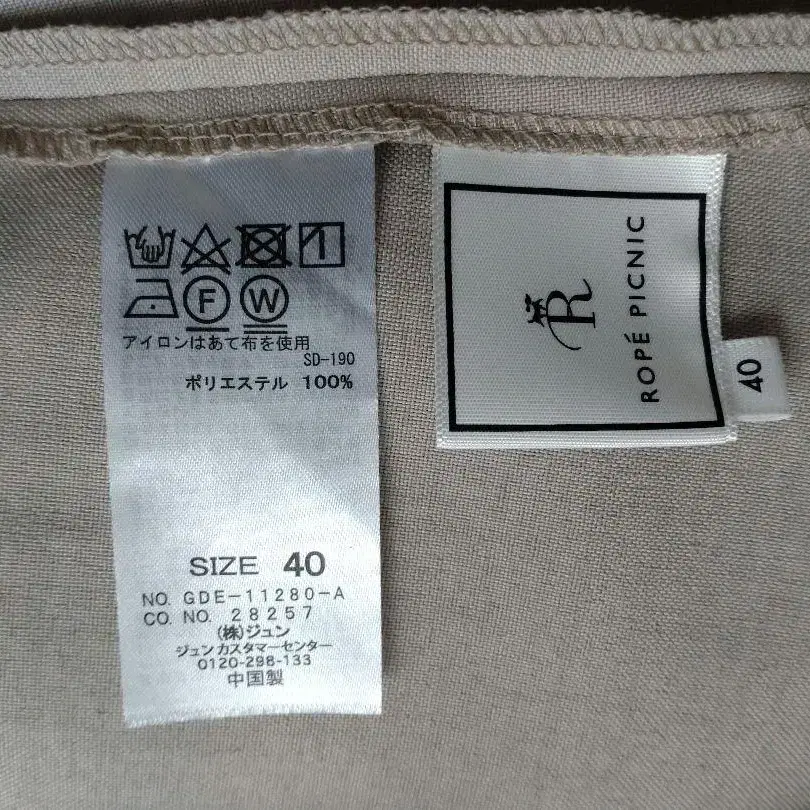 F W
アイロンはあて布を使用
SD-190
ポリエステル 100%
SIZE 40
NO. GDE-11280-A
CO. NO. 28257
(株)ジュン
ジュン カスタマーセンター
0120-298-133
中国製
R
ROPÉ PICNIC
40